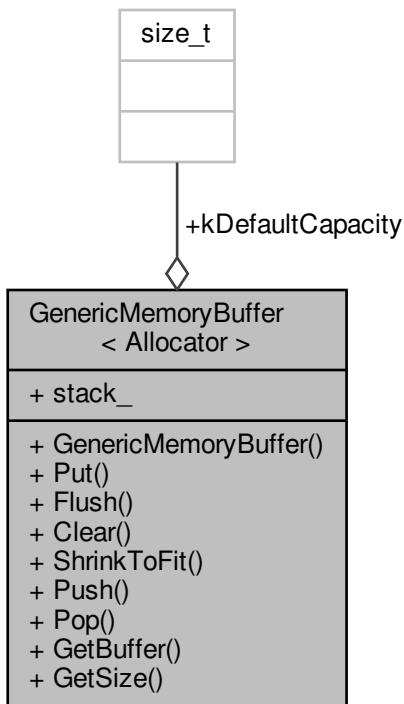 size_t
+kDefaultCapacity
GenericMemoryBuffer
< Allocator >
+ stack_
+ GenericMemoryBuffer()
+ Put()
+ Flush()
+ Clear()
+ ShrinkToFit()
+ Push()
+ Pop()
+ GetBuffer()
+ GetSize()